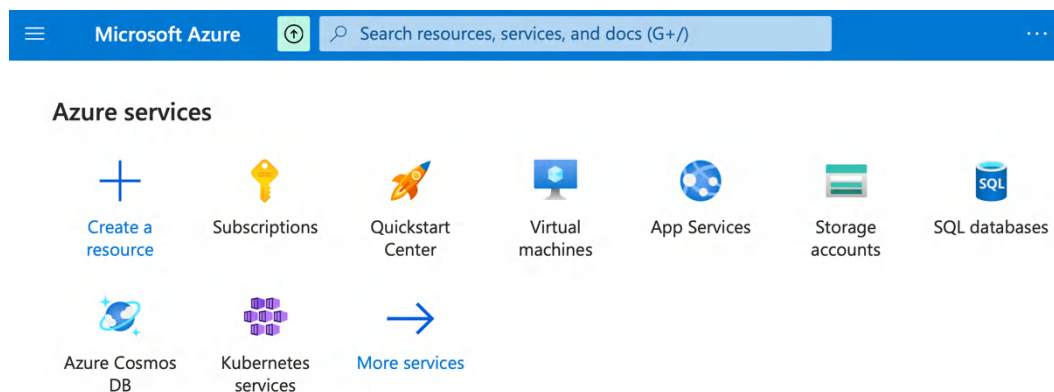 Microsoft Azure
Search resources, services, and docs (G+/)
...
Azure services
Create a
resource
Subscriptions
Quickstart
Center
Virtual
machines
App Services
Storage
accounts
SQL
SQL databases
Azure Cosmos
DB
Kubernetes
services
More services